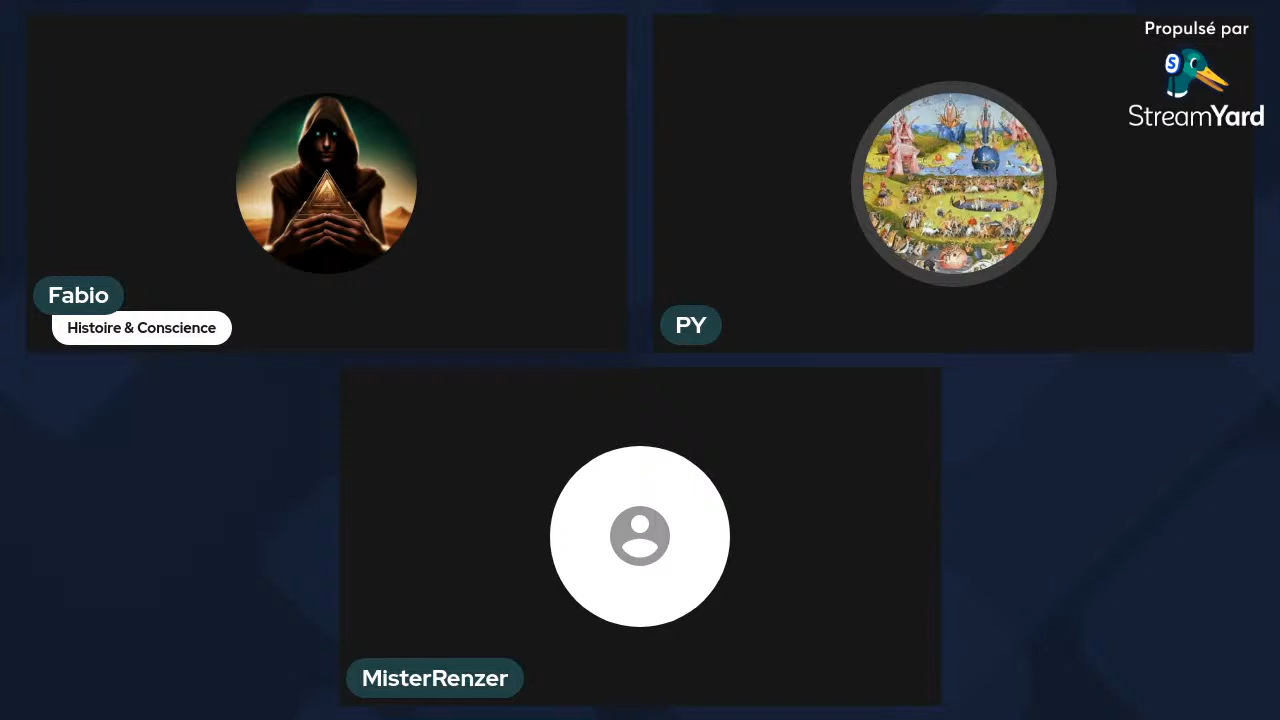 Propulsé par
StreamYard
Fabio
Histoire & Conscience
PY
MisterRenzer